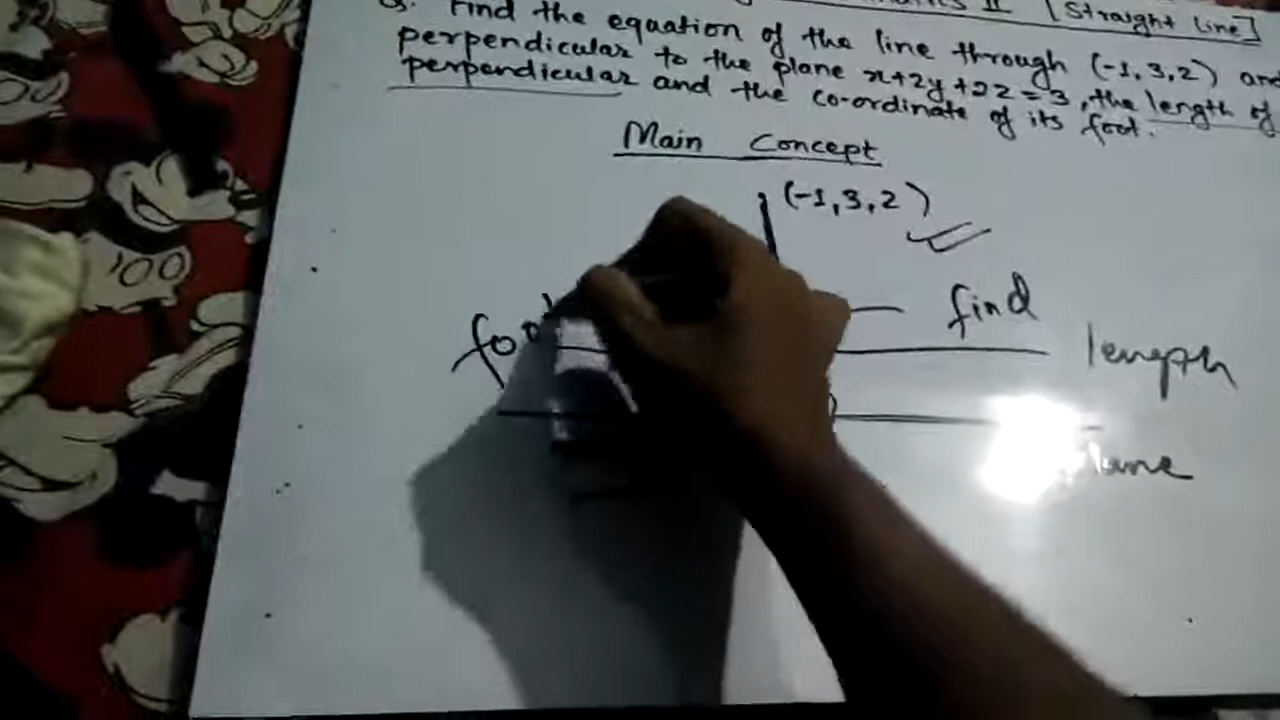 II [Straight Line]
Q. Find the equation of the line through (-1, 3, 2) and
perpendicular to the plane x+2y+2z=3, the length of
perpendicular and the co-ordinate of its foot.
Main Concept
(-1, 3, 2)
find
foot
length